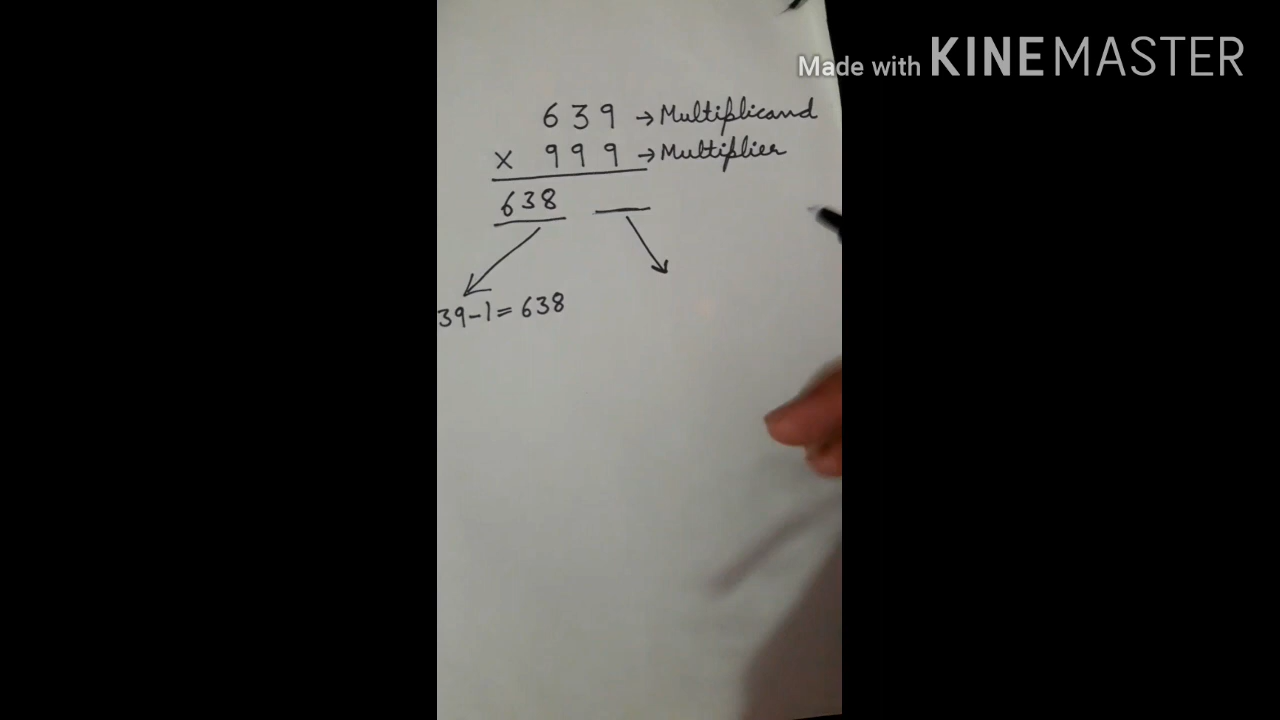 Made with KINEMASTER
639 → Multiplicand
× 999 → Multiplier
638
39-1=638